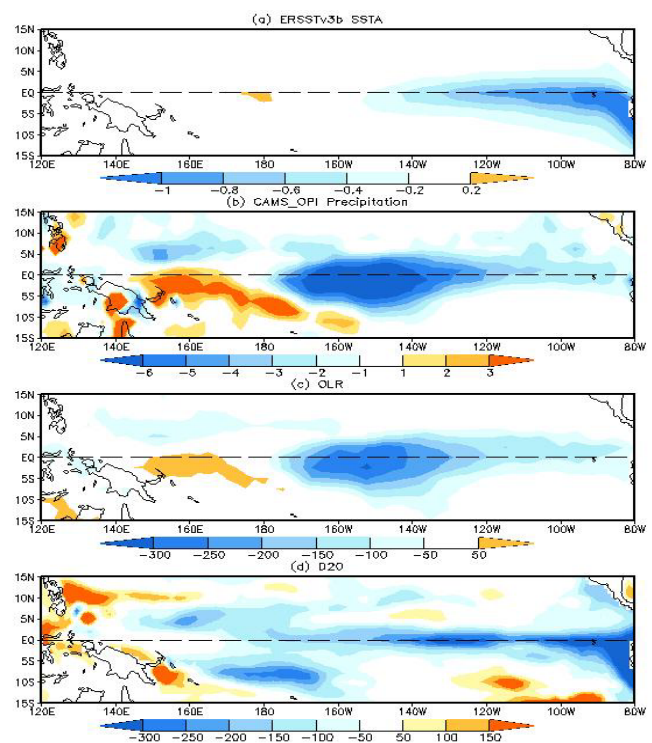 (a) ERSSTv3b SSTA
15N
10N
5N
EQ
5S
10S
15S
120E 140E 160E 180 160W 140W 120W 100W 80W
-1 -0.8 -0.6 -0.4 -0.2 0.2
(b) CAMS_OPI Precipitation
15N
10N
5N
EQ
5S
10S
15S
120E 140E 160E 180 160W 140W 120W 100W 80W
-6 -5 -4 -3 -2 -1 1 2 3
(c) OLR
15N
10N
5N
EQ
5S
10S
15S
120E 140E 160E 180 160W 140W 120W 100W 80W
-300 -250 -200 -150 -100 -50 50
(d) D20
15N
10N
5N
EQ
5S
10S
15S
120E 140E 160E 180 160W 140W 120W 100W 80W
-300 -250 -200 -150 -100 -50 50 100 150